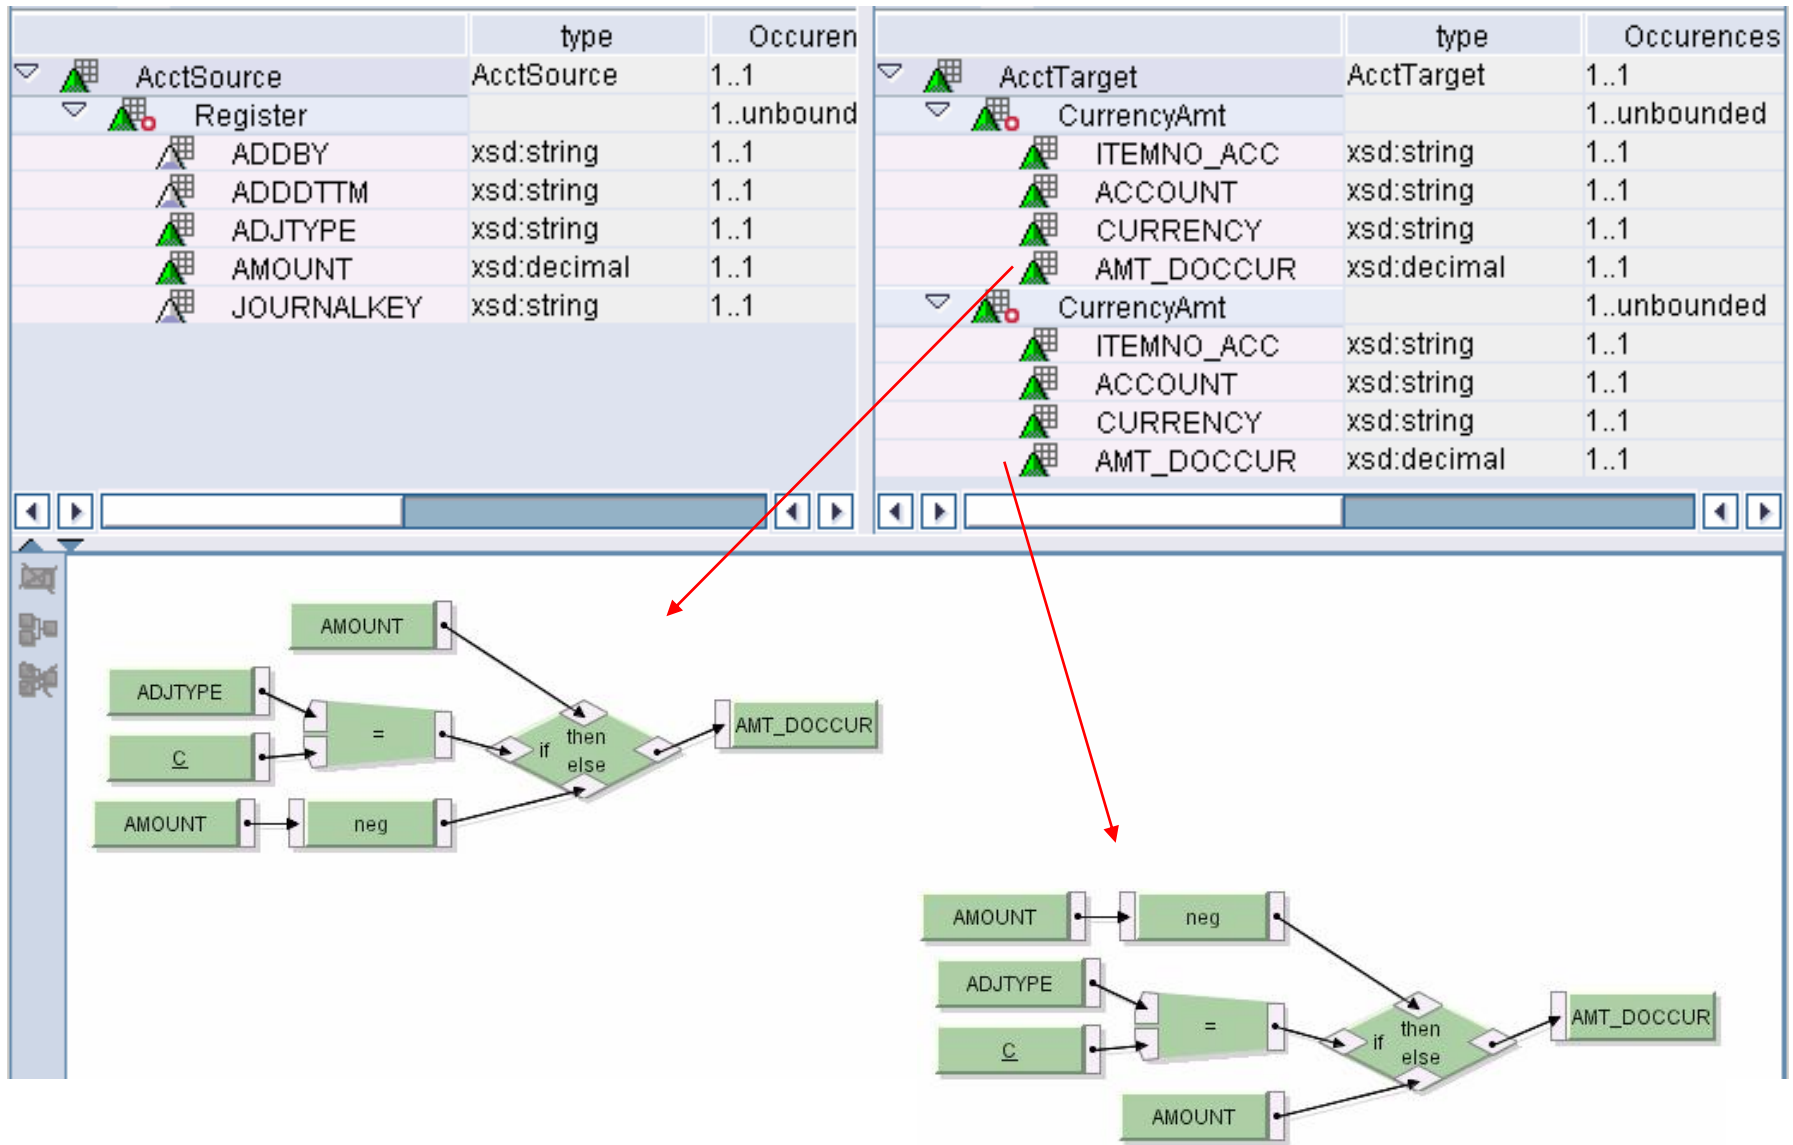 type Occuren
AcctSource AcctSource 1..1
Register 1..unbound
ADDBY xsd:string 1..1
ADDDTTM xsd:string 1..1
ADJTYPE xsd:string 1..1
AMOUNT xsd:decimal 1..1
JOURNALKEY xsd:string 1..1
type Occurences
AcctTarget AcctTarget 1..1
CurrencyAmt 1..unbounded
ITEMNO_ACC xsd:string 1..1
ACCOUNT xsd:string 1..1
CURRENCY xsd:string 1..1
AMT_DOCCUR xsd:decimal 1..1
CurrencyAmt 1..unbounded
ITEMNO_ACC xsd:string 1..1
ACCOUNT xsd:string 1..1
CURRENCY xsd:string 1..1
AMT_DOCCUR xsd:decimal 1..1
AMOUNT
ADJTYPE
C
=
if
then
else
AMT_DOCCUR
AMOUNT
neg
AMOUNT
neg
ADJTYPE
C
=
if
then
else
AMT_DOCCUR
AMOUNT